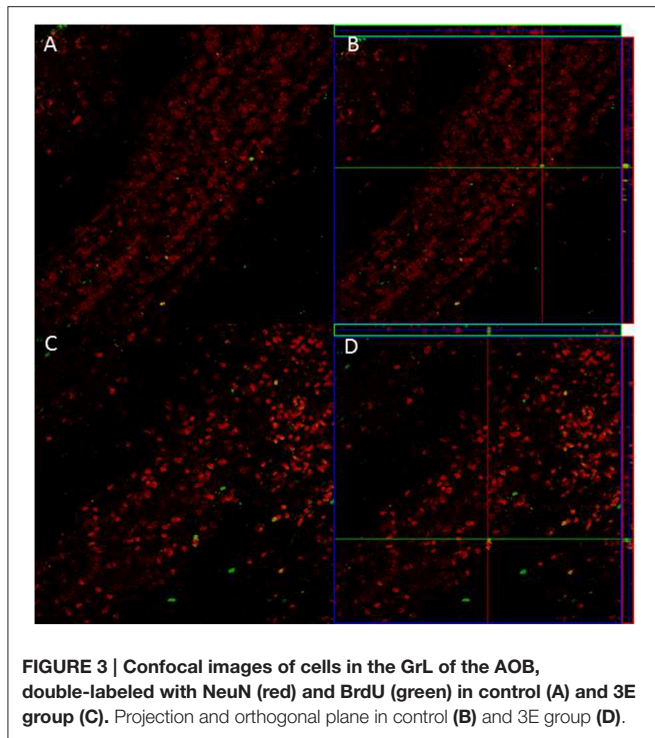 A
B
C
D
FIGURE 3 | Confocal images of cells in the GrL of the AOB,
double-labeled with NeuN (red) and BrdU (green) in control (A) and 3E
group (C). Projection and orthogonal plane in control (B) and 3E group (D).